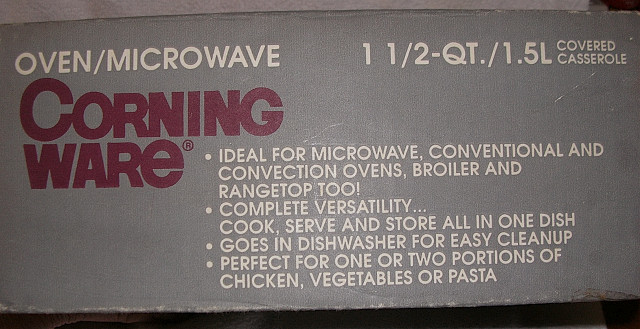 OVEN/MICROWAVE
1 1/2-QT./1.5L COVERED CASSEROLE
CORNING
WARE®
• IDEAL FOR MICROWAVE, CONVENTIONAL AND
CONVECTION OVENS, BROILER AND
RANGETOP TOO!
• COMPLETE VERSATILITY...
COOK, SERVE AND STORE ALL IN ONE DISH
• GOES IN DISHWASHER FOR EASY CLEANUP
• PERFECT FOR ONE OR TWO PORTIONS OF
CHICKEN, VEGETABLES OR PASTA